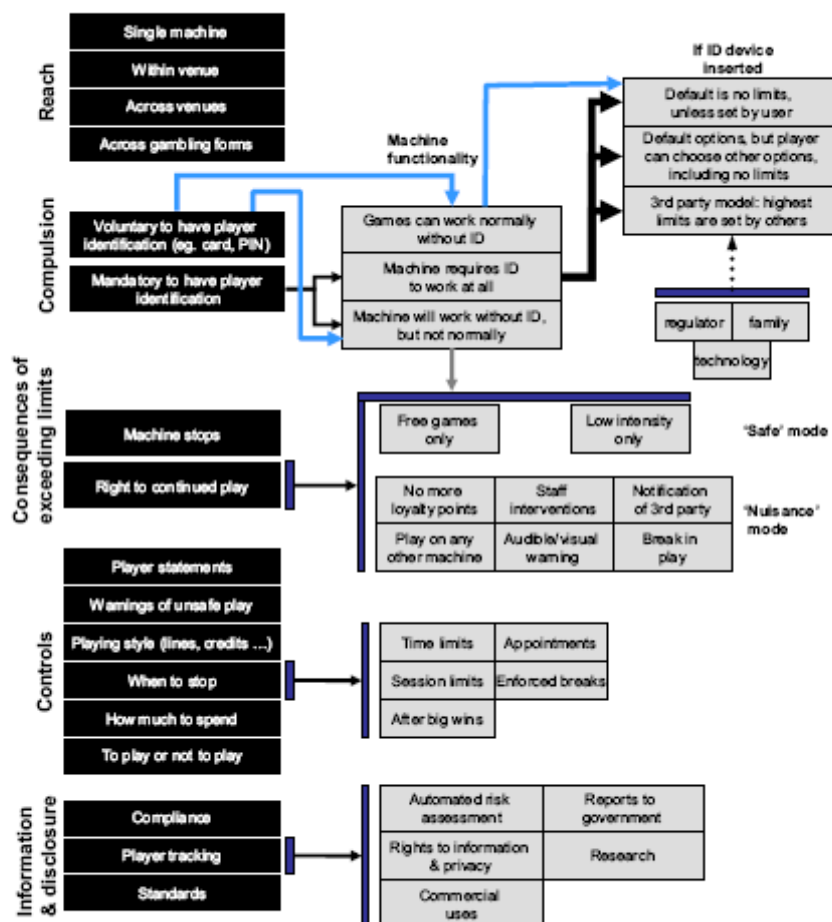 Reach
Single machine
Within venue
Across venues
Across gambling forms
If ID device
inserted
Default is no limits,
unless set by user
Default options, but player
can choose other options,
including no limits
3rd party model: highest
limits are set by others
regulator
family
technology
Machine
functionality
Compulsion
Voluntary to have player
identification (eg. card, PIN)
Mandatory to have player
identification
Games can work normally
without ID
Machine requires ID
to work at all
Machine will work without ID,
but not normally
Consequences of
exceeding limits
Machine stops
Right to continued play
Free games
only
Low intensity
only
'Safe' mode
No more
loyalty points
Staff
interventions
Notification
of 3rd party
Play on any
other machine
Audible/visual
warning
Break in
play
'Nuisance'
mode
Controls
Player statements
Warnings of unsafe play
Playing style (lines, credits ...)
When to stop
How much to spend
To play or not to play
Time limits
Appointments
Session limits
Enforced breaks
After big wins
Information
& disclosure
Compliance
Player tracking
Standards
Automated risk
assessment
Reports to
government
Rights to information
& privacy
Research
Commercial
uses